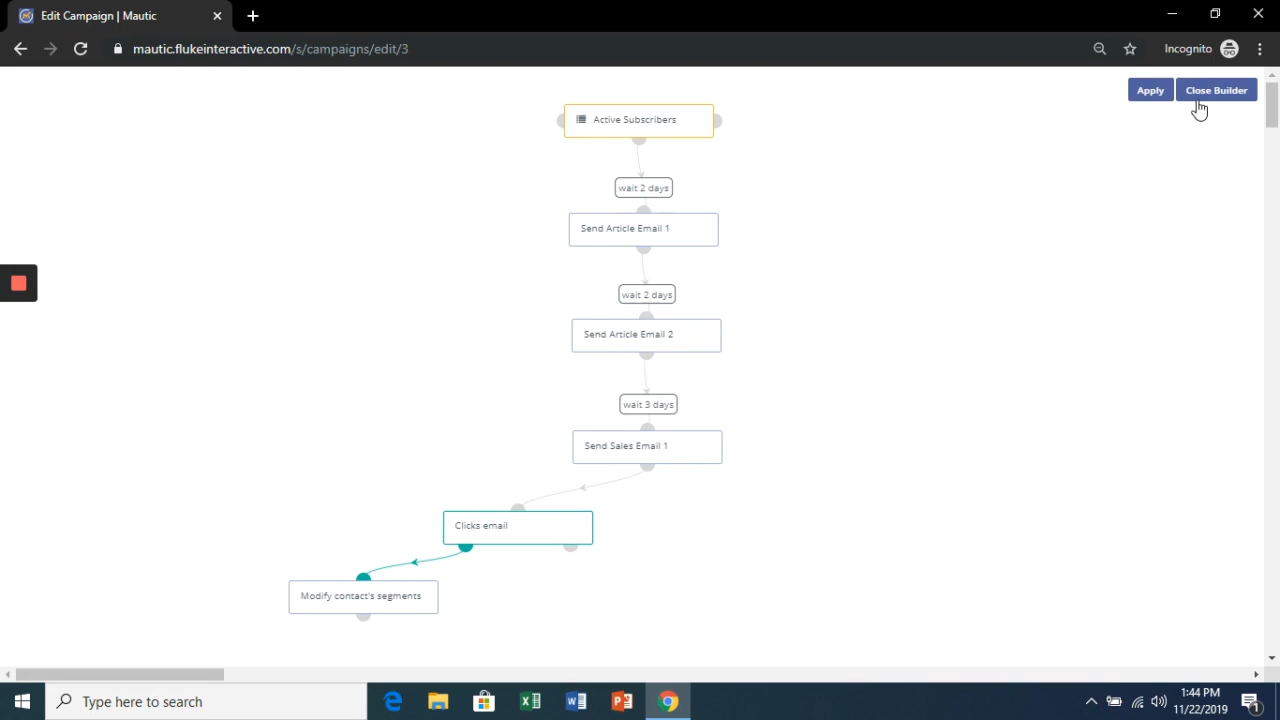 Edit Campaign | Mautic
mautic.flukeinteractive.com/s/campaigns/edit/3
Incognito
Apply
Close Builder
Active Subscribers
wait 2 days
Send Article Email 1
wait 2 days
Send Article Email 2
wait 3 days
Send Sales Email 1
Clicks email
Modify contact's segments
Type here to search
1:44 PM
11/22/2019
1